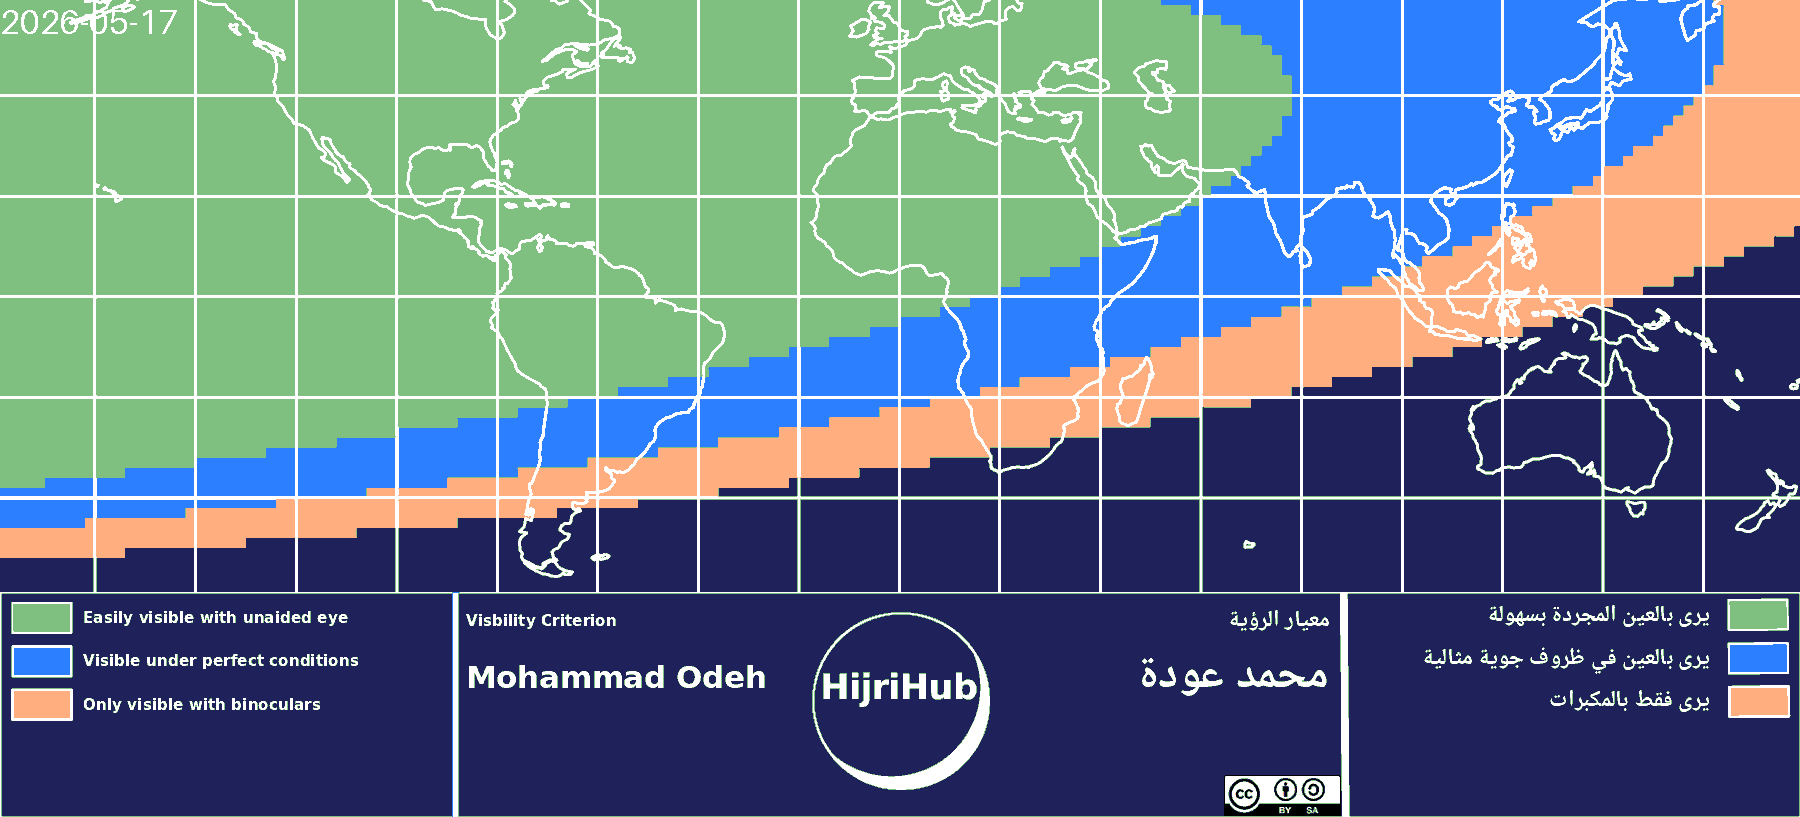 2026-05-17
Easily visible with unaided eye
Visible under perfect conditions
Only visible with binoculars
Visbility Criterion
Mohammad Odeh
HijriHub
معيار الرؤية
محمد عودة
cc
BY SA
يرى بالعين المجردة بسهولة
يرى بالعين في ظروف جوية مثالية
يرى فقط بالمكبرات